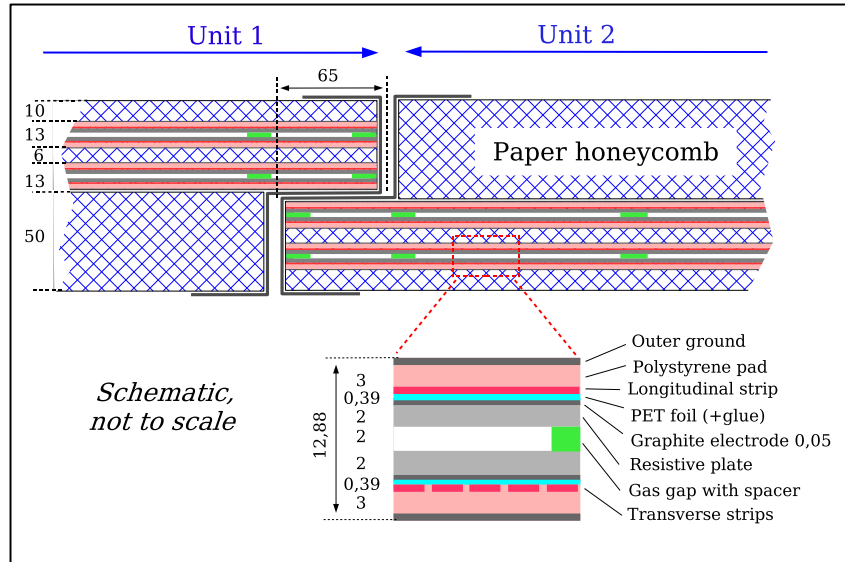 Unit 1
Unit 2
65
10
13
6
13
50
Paper honeycomb
Schematic,
not to scale
12,88
3
0,39
2
2
2
0,39
3
Outer ground
Polystyrene pad
Longitudinal strip
PET foil (+glue)
Graphite electrode 0,05
Resistive plate
Gas gap with spacer
Transverse strips